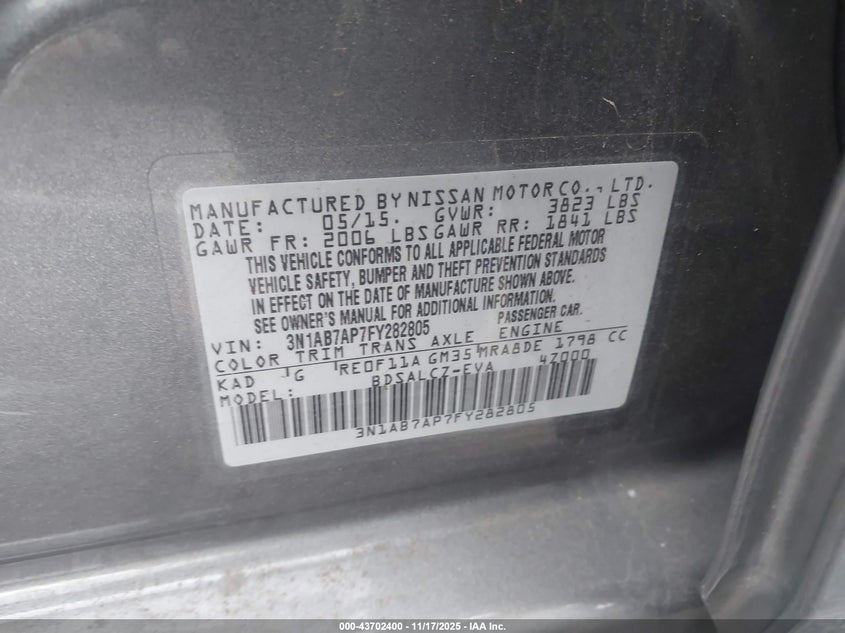 MANUFACTURED BY NISSAN MOTOR CO., LTD.
DATE: 05/15. GVWR: 3823 LBS
GAWR FR: 2006 LBS GAWR RR: 1841 LBS
THIS VEHICLE CONFORMS TO ALL APPLICABLE FEDERAL MOTOR
VEHICLE SAFETY, BUMPER AND THEFT PREVENTION STANDARDS
IN EFFECT ON THE DATE OF MANUFACTURE SHOWN ABOVE.
SEE OWNER'S MANUAL FOR ADDITIONAL INFORMATION.
VIN: 3N1AB7AP7FY282805 PASSENGER CAR.
COLOR TRIM TRANS AXLE ENGINE
KAD G RE0F11A GM35 MRA8DE 1798 CC
MODEL: BDSALCZ-EVA 42000
3N1AB7AP7FY282805
000-43702400 - 11/17/2025 - IAA Inc.